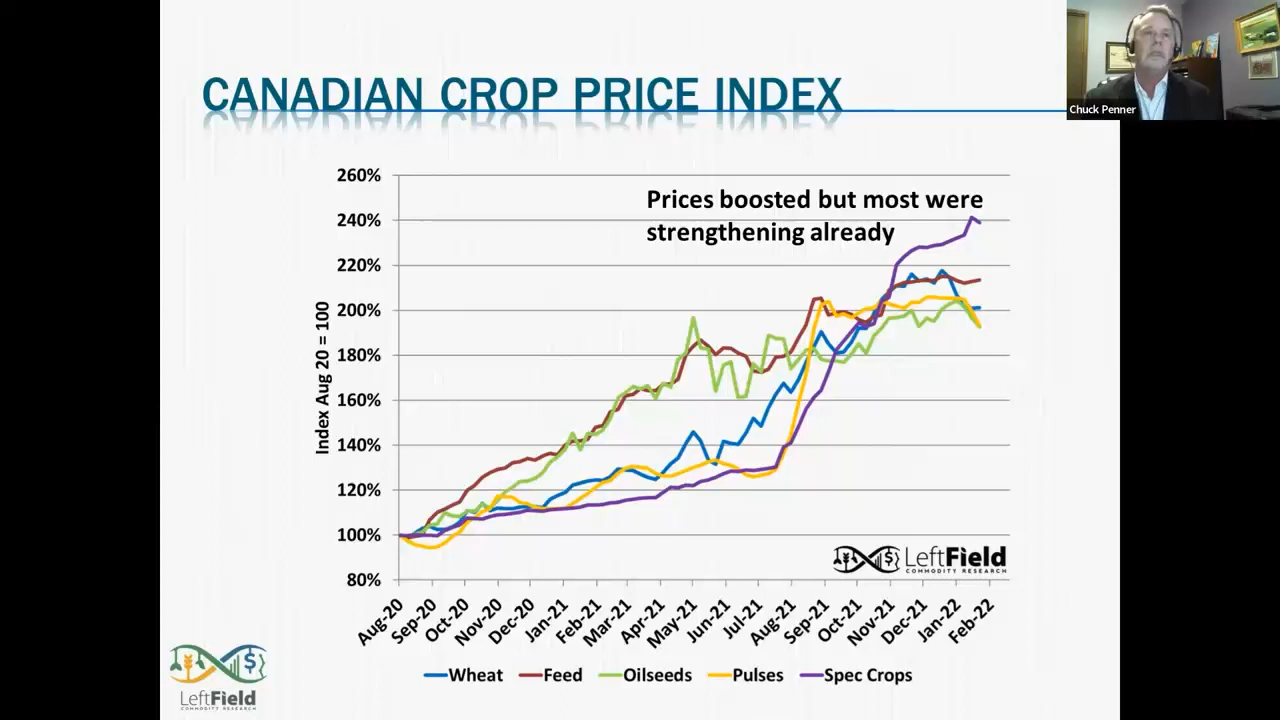 CANADIAN CROP PRICE INDEX
Chuck Penner
Prices boosted but most were
strengthening already
Index Aug 20 = 100
260%
240%
220%
200%
180%
160%
140%
120%
100%
80%
Aug-20
Sep-20
Oct-20
Nov-20
Dec-20
Jan-21
Feb-21
Mar-21
Apr-21
May-21
Jun-21
Jul-21
Aug-21
Sep-21
Oct-21
Nov-21
Dec-21
Jan-22
Feb-22
LeftField
COMMODITY RESEARCH
Wheat Feed Oilseeds Pulses Spec Crops
LeftField
COMMODITY RESEARCH